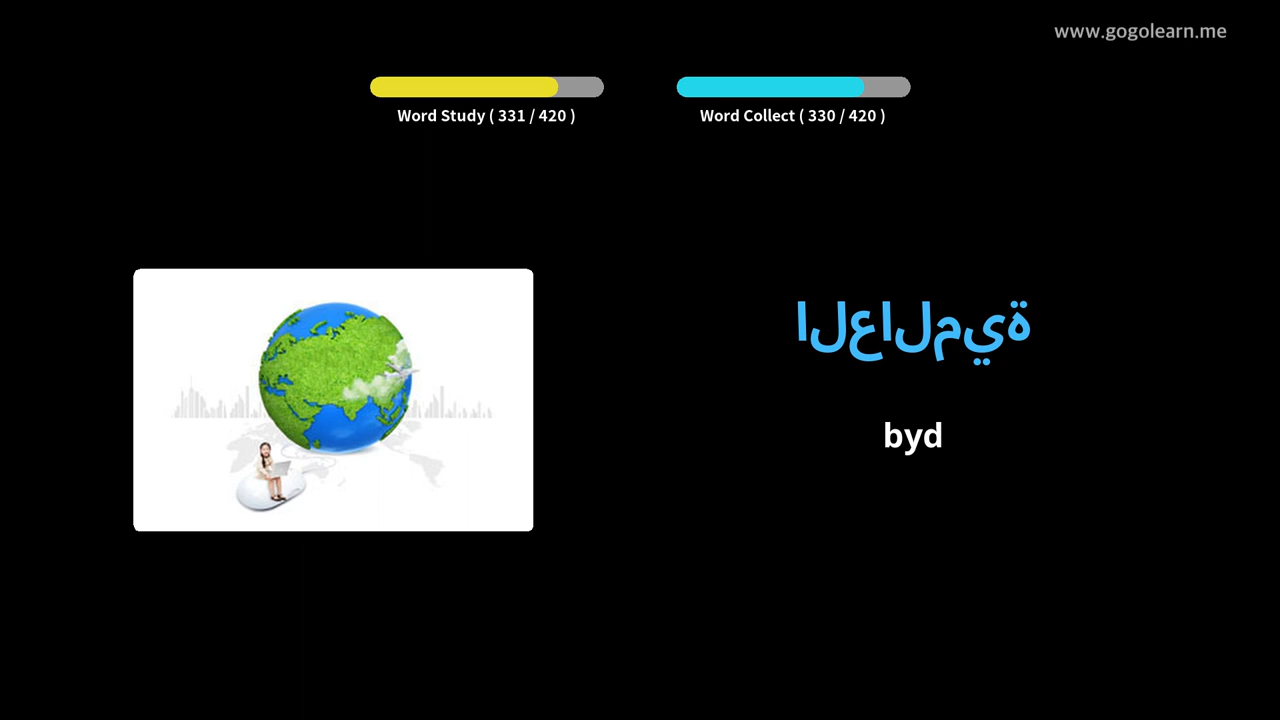 www.gogolearn.me
Word Study ( 331 / 420 )
Word Collect ( 330 / 420 )
العالمية
byd